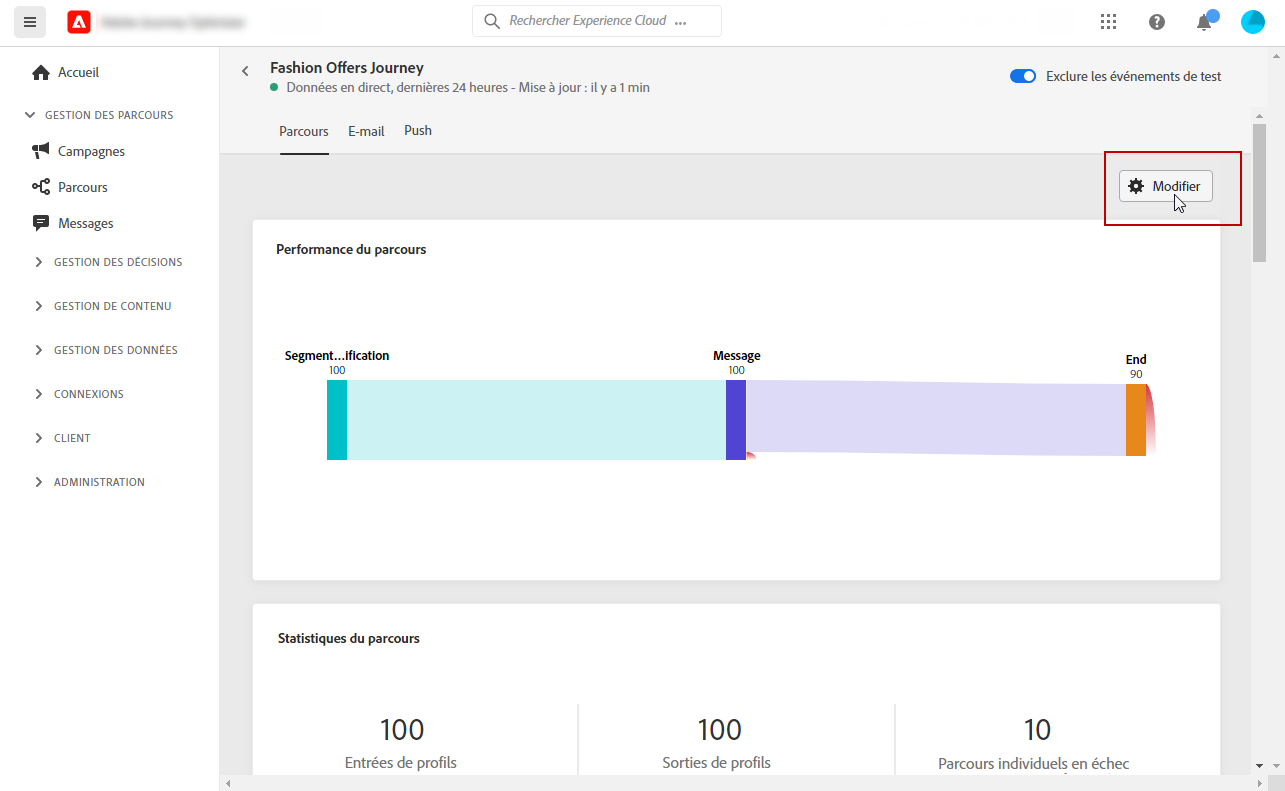 Rechercher Experience Cloud ...
Accueil
GESTION DES PARCOURS
Campagnes
Parcours
Messages
GESTION DES DÉCISIONS
GESTION DE CONTENU
GESTION DES DONNÉES
CONNEXIONS
CLIENT
ADMINISTRATION
Fashion Offers Journey
Données en direct, dernières 24 heures - Mise à jour : il y a 1 min
Exclure les événements de test
Parcours E-mail Push
Modifier
Performance du parcours
Segment...ification
100
Message
100
End
90
Statistiques du parcours
100
Entrées de profils
100
Sorties de profils
10
Parcours individuels en échec